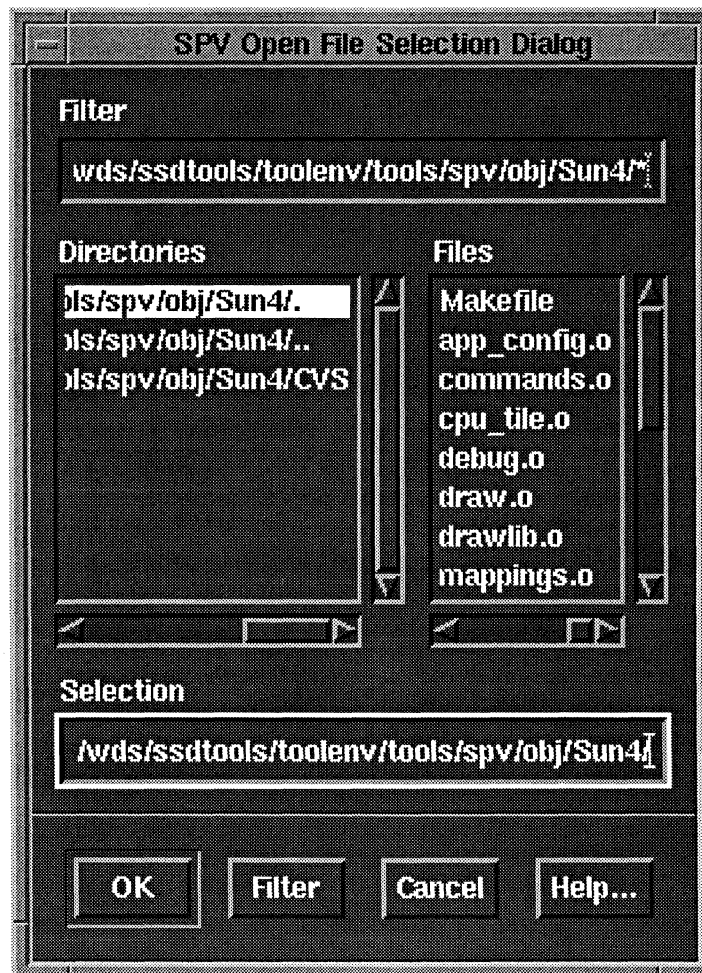 SPV Open File Selection Dialog
Filter
wds/ssdtools/toolenv/tools/spv/obj/Sun4/*
Directories
ols/spv/obj/Sun4/.
ols/spv/obj/Sun4/..
ols/spv/obj/Sun4/CVS
Files
Makefile
app_config.o
commands.o
cpu_tile.o
debug.o
draw.o
drawlib.o
mappings.o
Selection
/wds/ssdtools/toolenv/tools/spv/obj/Sun4/
OK
Filter
Cancel
Help...